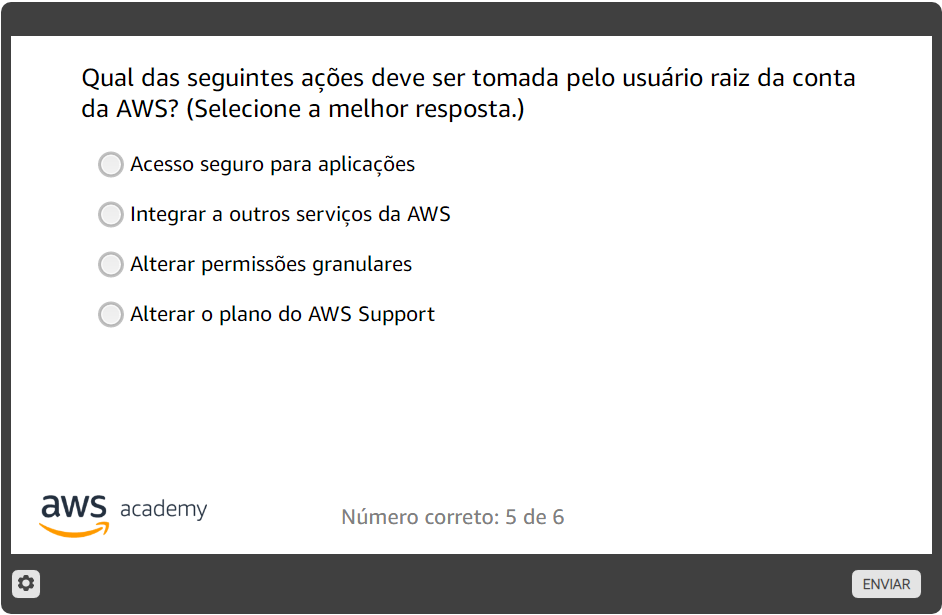 Qual das seguintes ações deve ser tomada pelo usuário raiz da conta
da AWS? (Selecione a melhor resposta.)
Acesso seguro para aplicações
Integrar a outros serviços da AWS
Alterar permissões granulares
Alterar o plano do AWS Support
aws academy
Número correto: 5 de 6
ENVIAR